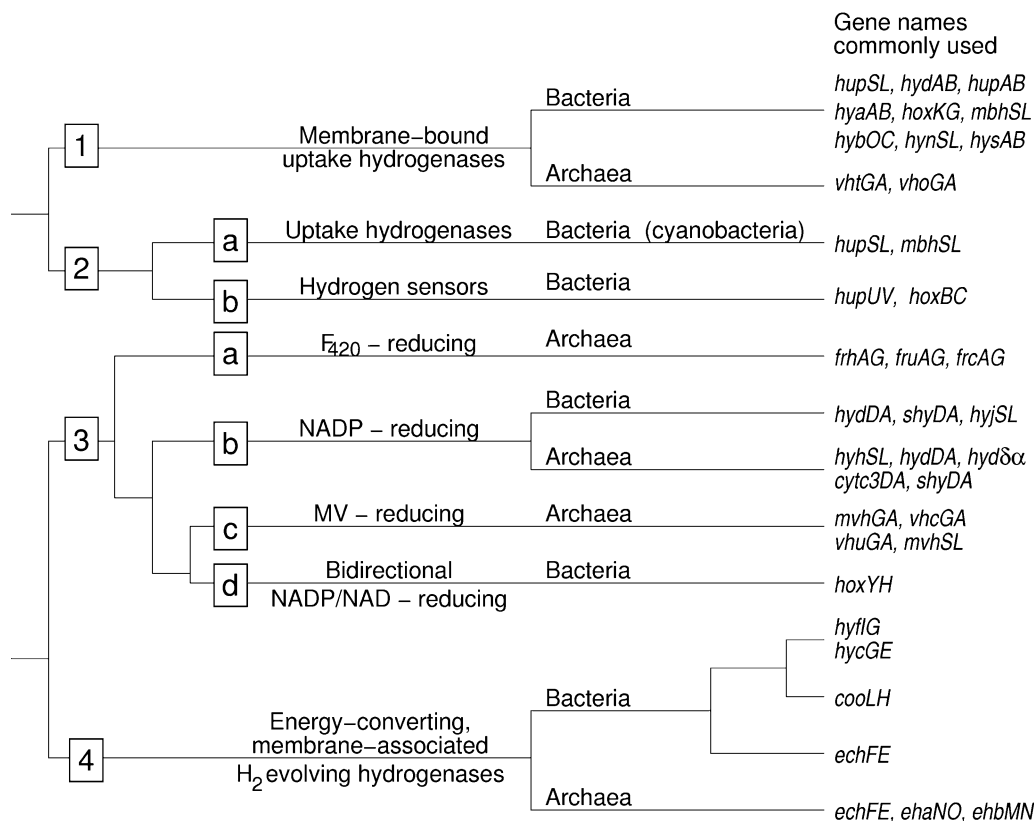 Gene names
commonly used
Bacteria
hupSL, hydAB, hupAB
hyaAB, hoxKG, mbhSL
hybOC, hynSL, hysAB
1
Membrane−bound
uptake hydrogenases
Archaea
vhtGA, vhoGA
2
a
Uptake hydrogenases
Bacteria (cyanobacteria)
hupSL, mbhSL
b
Hydrogen sensors
Bacteria
hupUV, hoxBC
3
a
F420 − reducing
Archaea
frhAG, fruAG, frcAG
b
NADP − reducing
Bacteria
hydDA, shyDA, hyjSL
Archaea
hyhSL, hydDA, hydδα
cytc3DA, shyDA
c
MV − reducing
Archaea
mvhGA, vhcGA
vhuGA, mvhSL
d
Bidirectional
NADP/NAD − reducing
Bacteria
hoxYH
4
Energy−converting,
membrane−associated
H2 evolving hydrogenases
Bacteria
hyfIG
hycGE
cooLH
echFE
Archaea
echFE, ehaNO, ehbMN